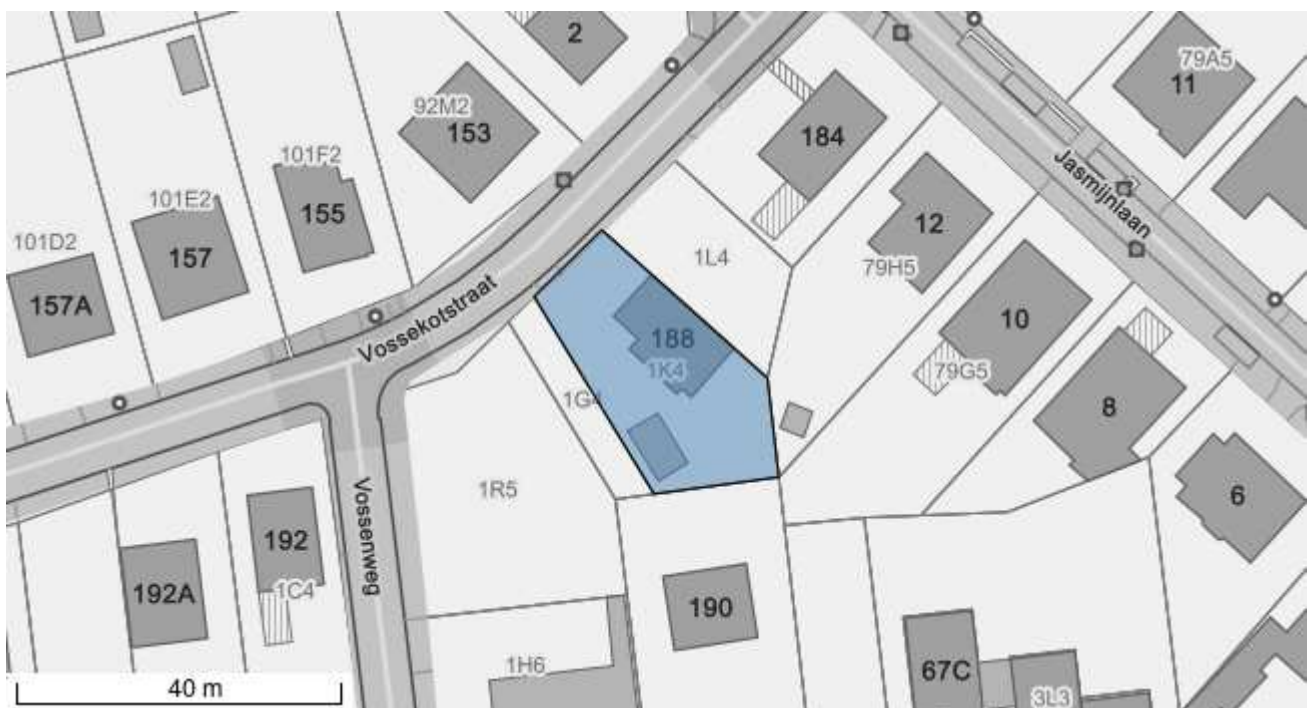 2
79A5
11
92M2
153
184
101F2
155
Jasmijnlaan
101E2
157
12
101D2
157A
1L4
79H5
Vossekotstraat
188
1K4
10
79G5
1G4
8
1R5
6
Vossenweg
192
192A
1C4
190
1H6
67C
3L3
40 m